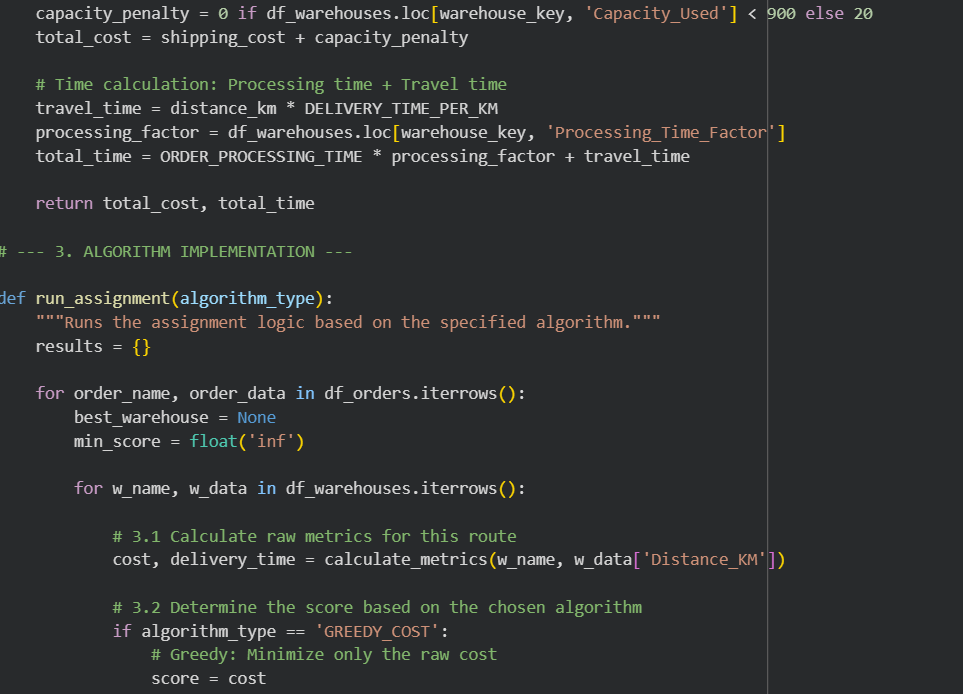 capacity_penalty = 0 if df_warehouses.loc[warehouse_key, 'Capacity_Used'] < 900 else 20
total_cost = shipping_cost + capacity_penalty
# Time calculation: Processing time + Travel time
travel_time = distance_km * DELIVERY_TIME_PER_KM
processing_factor = df_warehouses.loc[warehouse_key, 'Processing_Time_Factor']
total_time = ORDER_PROCESSING_TIME * processing_factor + travel_time
return total_cost, total_time
# --- 3. ALGORITHM IMPLEMENTATION ---
def run_assignment(algorithm_type):
"""Runs the assignment logic based on the specified algorithm."""
results = {}
for order_name, order_data in df_orders.iterrows():
best_warehouse = None
min_score = float('inf')
for w_name, w_data in df_warehouses.iterrows():
# 3.1 Calculate raw metrics for this route
cost, delivery_time = calculate_metrics(w_name, w_data['Distance_KM'])
# 3.2 Determine the score based on the chosen algorithm
if algorithm_type == 'GREEDY_COST':
# Greedy: Minimize only the raw cost
score = cost